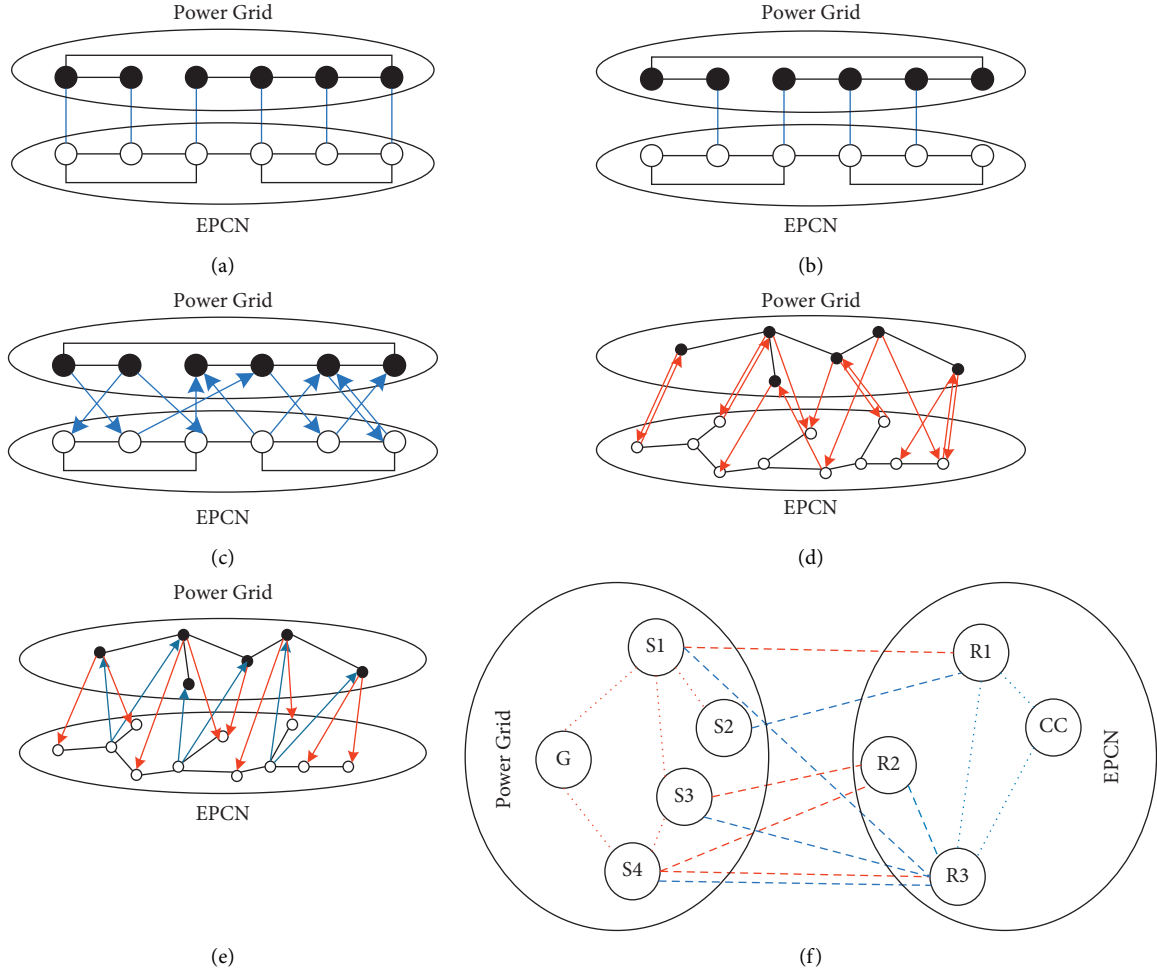 Power Grid
EPCN
(a)
Power Grid
EPCN
(b)
Power Grid
EPCN
(c)
Power Grid
EPCN
(d)
Power Grid
EPCN
(e)
Power Grid
S1
S2
G
S3
S4
R1
CC
R2
R3
EPCN
(f)